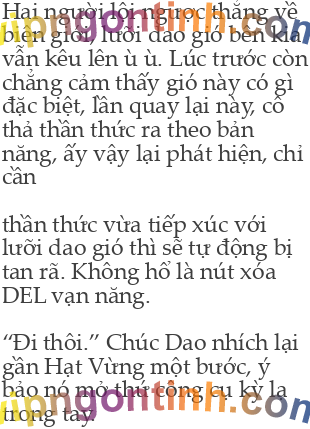 Hai người lội ngược thẳng về
biên giới, lưỡi dao gió bên kia
vẫn kêu lên ù ù. Lúc trước còn
chẳng cảm thấy gió này có gì
đặc biệt, lần quay lại này, cô
thả thần thức ra theo bản
năng, ấy vậy lại phát hiện, chỉ
cần
thần thức vừa tiếp xúc với
lưỡi dao gió thì sẽ tự động bị
tan rã. Không hổ là nút xóa
DEL vạn năng.
“Đi thôi.” Chúc Dao nhích lại
gần Hạt Vừng một bước, ý
bảo nó mở thứ công cụ kỳ lạ
trong tay.